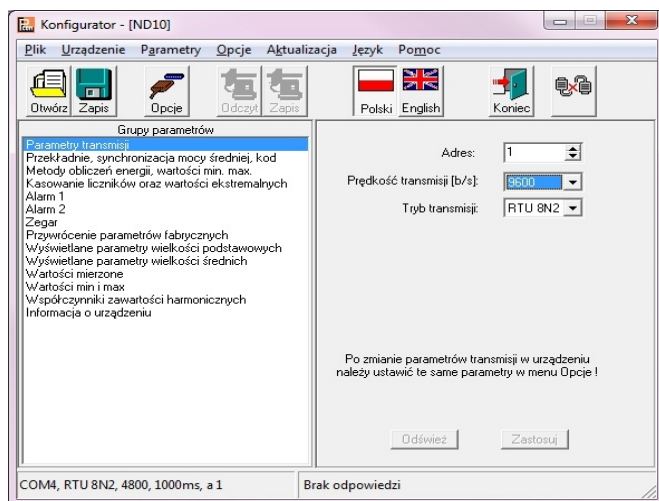 Konfigurator - [ND10]
Plik Urządzenie Parametry Opcje Aktualizacja Język Pomoc
Otwórz Zapis Opcje Odczyt Zapis Polski English Koniec
Grupy parametrów
Parametry transmisji
Przekładnie, synchronizacja mocy średniej, kod
Metody obliczeń energii, wartości min. max.
Kasowanie liczników oraz wartości ekstremalnych
Alarm 1
Alarm 2
Zegar
Przywrócenie parametrów fabrycznych
Wyświetlane parametry wielkości podstawowych
Wyświetlane parametry wielkości średnich
Wartości mierzone
Wartości min i max
Współczynniki zawartości harmonicznych
Informacja o urządzeniu
Adres: 1
Prędkość transmisji [b/s]: 9600
Tryb transmisji: RTU 8N2
Po zmianie parametrów transmisji w urządzeniu
należy ustawić te same parametry w menu Opcje !
Odśwież Zastosuj
COM4, RTU 8N2, 4800, 1000ms, a 1 Brak odpowiedzi